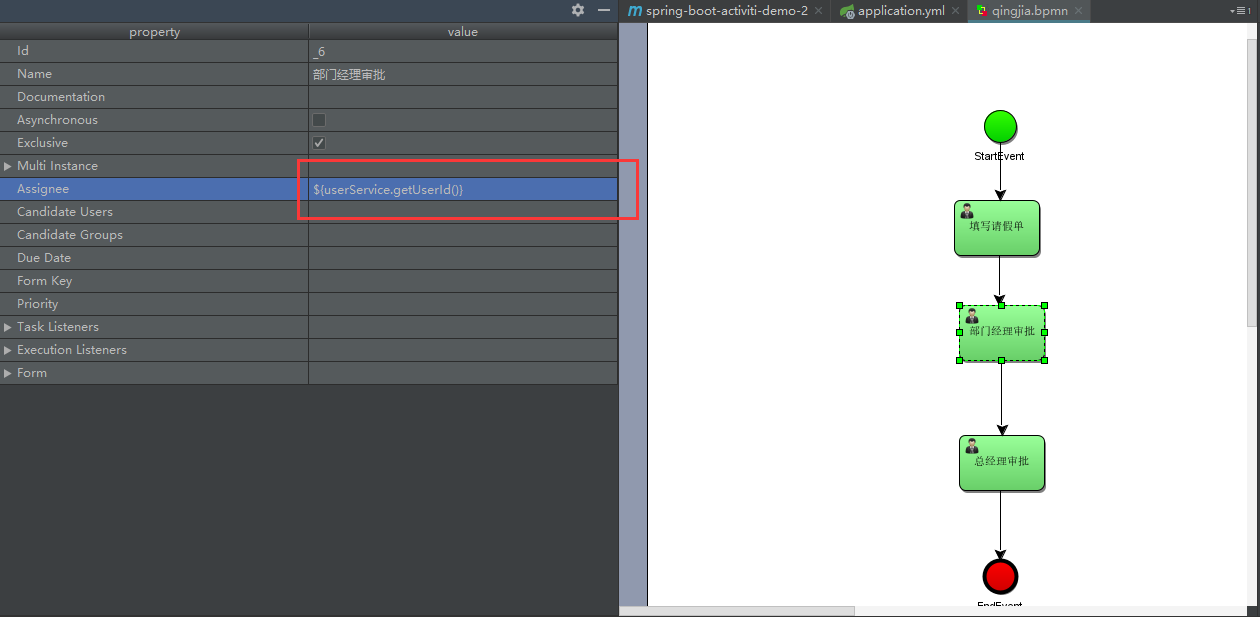 property value
Id _6
Name 部门经理审批
Documentation
Asynchronous
Exclusive
Multi Instance
Assignee ${userService.getUserId()}
Candidate Users
Candidate Groups
Due Date
Form Key
Priority
Task Listeners
Execution Listeners
Form
m spring-boot-activiti-demo-2 application.yml qingjia.bpmn 1
StartEvent
填写请假单
部门经理审批
总经理审批
EndEvent